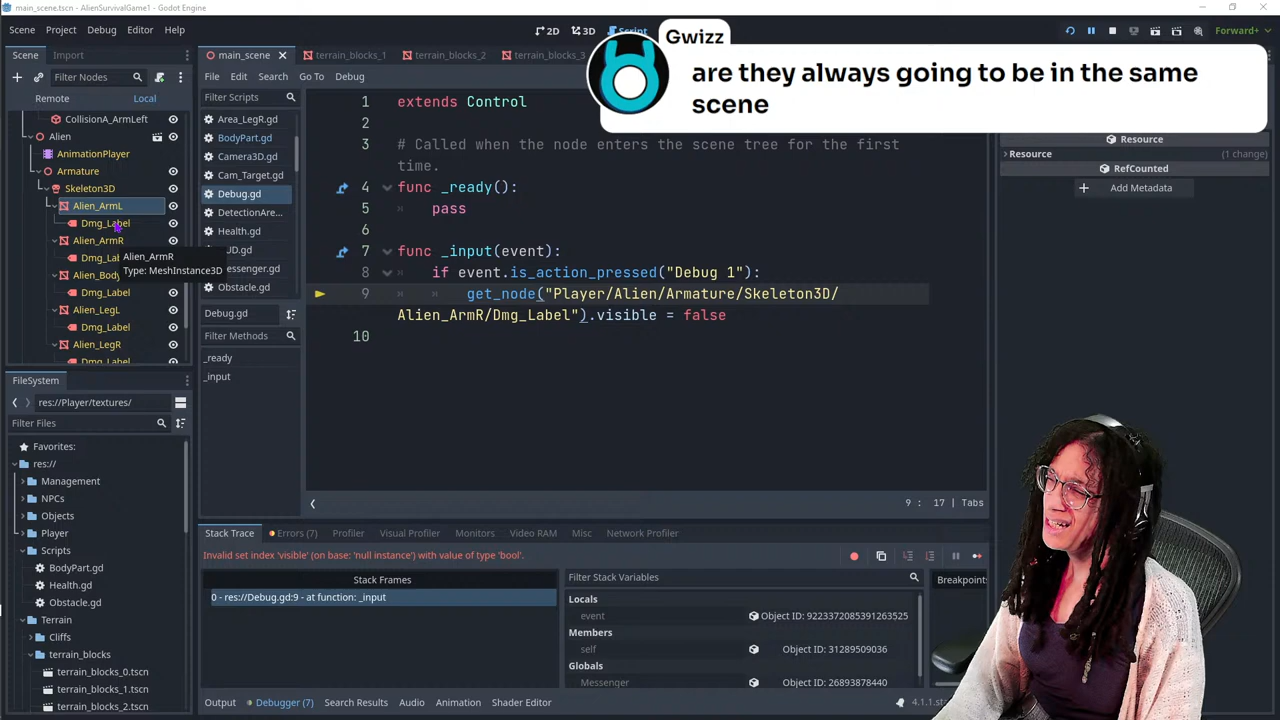 main_scene.tscn - AlienSurvivalGame1 - Godot Engine
Scene Project Debug Editor Help
2D 3D Script
Forward+
Scene Import
main_scene terrain_blocks_1 terrain_blocks_2 terrain_blocks_3
Gwizz
are they always going to be in the same
scene
Filter Nodes
Remote Local
CollisionA_ArmLeft
Alien
AnimationPlayer
Armature
Skeleton3D
Alien_ArmL
Dmg_Label
Alien_ArmR
Dmg_Lab
Alien_Body
Dmg_Label
Alien_LegL
Dmg_Label
Alien_LegR
Dmg_Label
Alien_ArmR
Type: MeshInstance3D
File Edit Search Go To Debug
Filter Scripts
Area_LegR.gd
BodyPart.gd
Camera3D.gd
Cam_Target.gd
Debug.gd
DetectionArea...
Health.gd
UD.gd
essenger.gd
Obstacle.gd
Debug.gd
Filter Methods
_ready
_input
1 extends Control
2
3 # Called when the node enters the scene tree for the first
time.
4 func _ready():
5 pass
6
7 func _input(event):
8 if event.is_action_pressed("Debug 1"):
9 get_node("Player/Alien/Armature/Skeleton3D/
Alien_ArmR/Dmg_Label").visible = false
10
9 : 17 | Tabs
Resource
Resource (1 change)
RefCounted
Add Metadata
FileSystem
res://Player/textures/
Filter Files
Favorites:
res://
Management
NPCs
Objects
Player
Scripts
BodyPart.gd
Health.gd
Obstacle.gd
Terrain
Cliffs
terrain_blocks
terrain_blocks_0.tscn
terrain_blocks_1.tscn
terrain_blocks_2.tscn
Stack Trace Errors (7) Profiler Visual Profiler Monitors Video RAM Misc Network Profiler
Invalid set index 'visible' (on base: 'null instance') with value of type 'bool'.
Stack Frames
0 - res://Debug.gd:9 - at function: _input
Filter Stack Variables
Locals
event Object ID: 9223372085391263525
Members
self Object ID: 31289509036
Globals
Messenger Object ID: 26893878440
Breakpoints
Output Debugger (7) Search Results Audio Animation Shader Editor
4.1.1.s